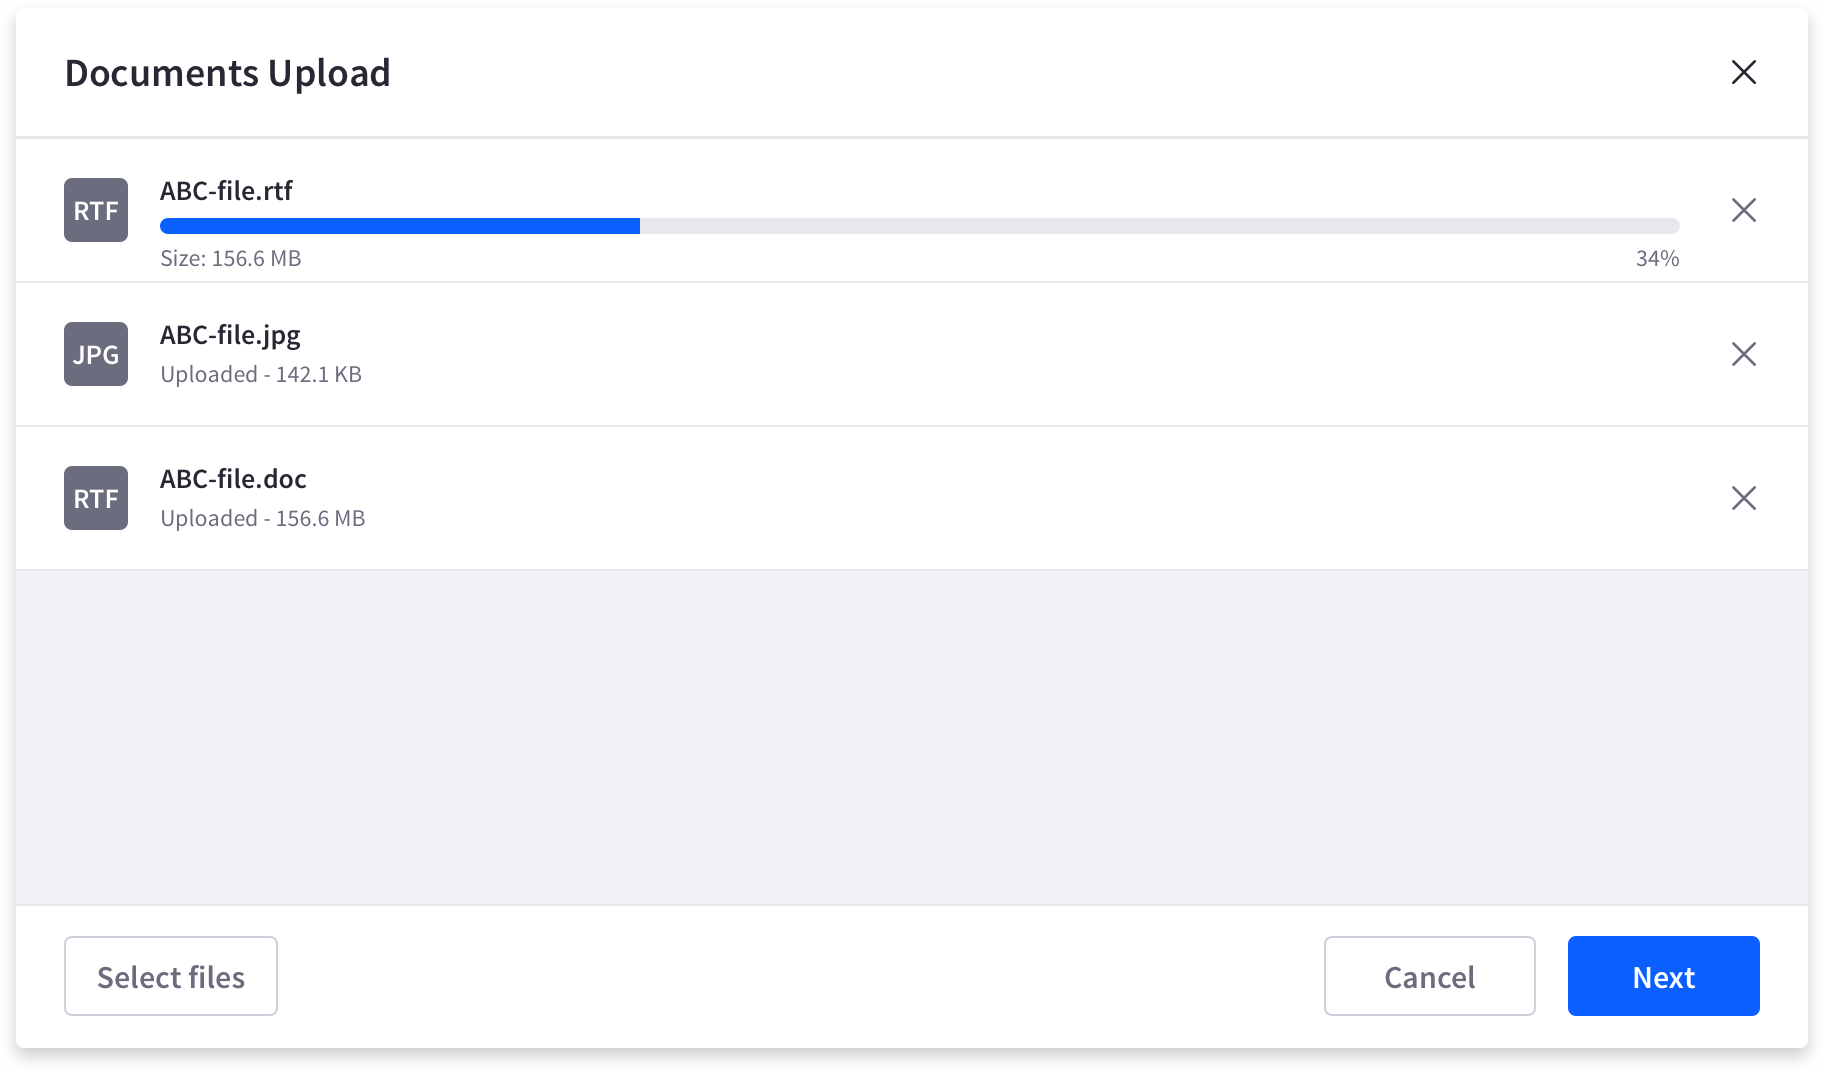 Documents Upload
RTF
ABC-file.rtf
Size: 156.6 MB
34%
JPG
ABC-file.jpg
Uploaded - 142.1 KB
RTF
ABC-file.doc
Uploaded - 156.6 MB
Select files
Cancel
Next